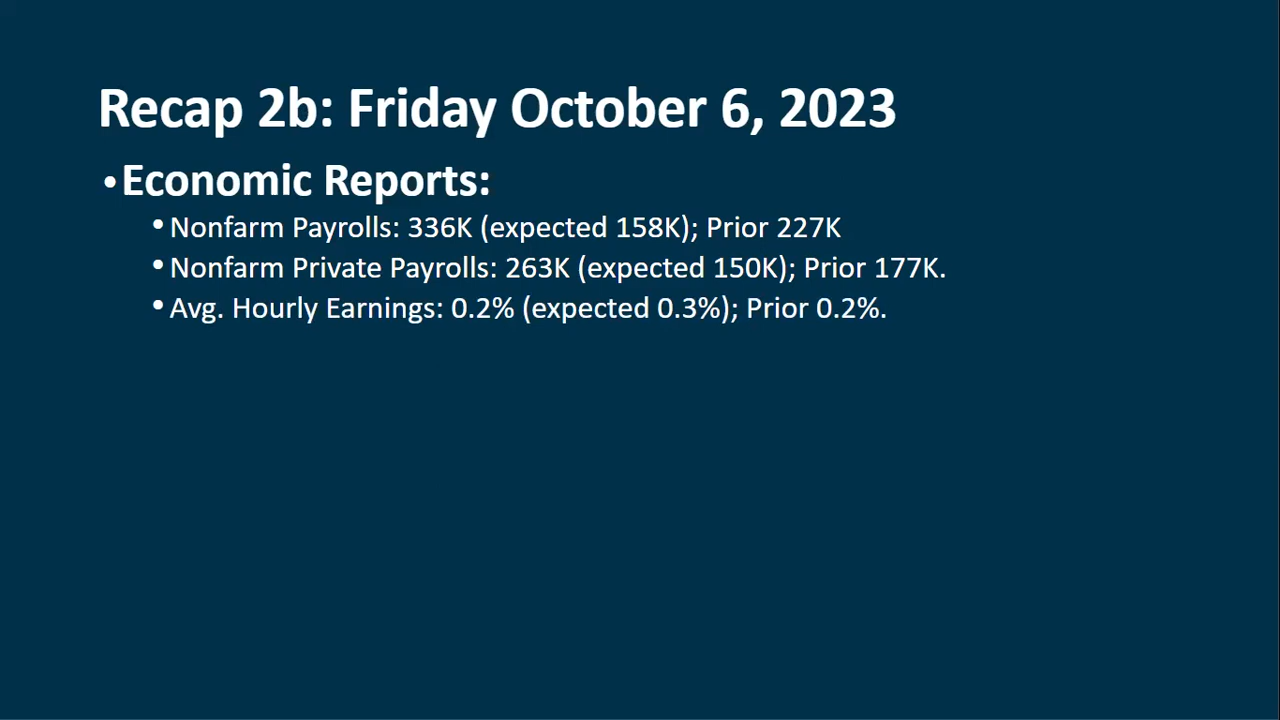 Recap 2b: Friday October 6, 2023
•Economic Reports:
•Nonfarm Payrolls: 336K (expected 158K); Prior 227K
•Nonfarm Private Payrolls: 263K (expected 150K); Prior 177K.
•Avg. Hourly Earnings: 0.2% (expected 0.3%); Prior 0.2%.